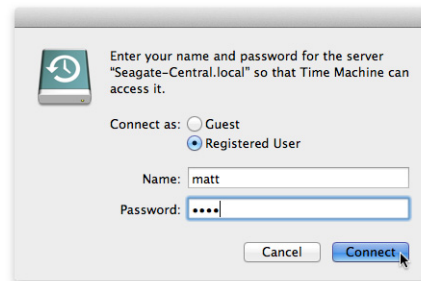 Enter your name and password for the server
“Seagate-Central.local” so that Time Machine can
access it.
Connect as: Guest
Registered User
Name: matt
Password: ••••
Cancel Connect